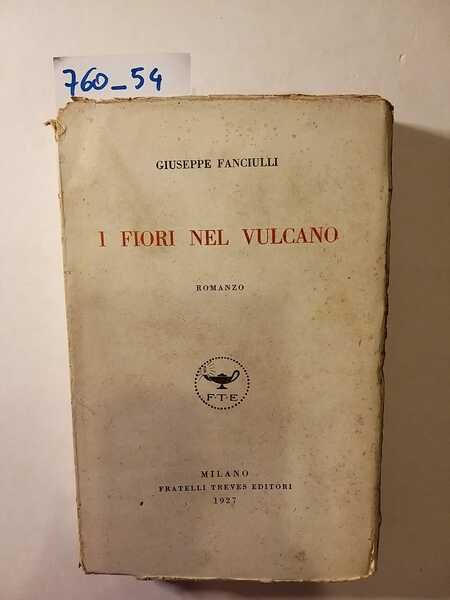 760_54
GIUSEPPE FANCIULLI
I FIORI NEL VULCANO
ROMANZO
F·T·E
MILANO
FRATELLI TREVES EDITORI
1927